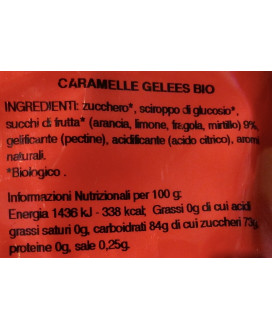 CARAMELLE GELEES BIO
INGREDIENTI: zucchero*, sciroppo di glucosio*,
succhi di frutta* (arancia, limone, fragola, mirtillo) 9%,
gelificante (pectine), acidificante (acido citrico), aromi
naturali.
*Biologico .
Informazioni Nutrizionali per 100 g:
Energia 1436 kJ - 338 kcal; Grassi 0g di cui acidi
grassi saturi 0g, carboidrati 84g di cui zuccheri 73g,
proteine 0g, sale 0,25g.